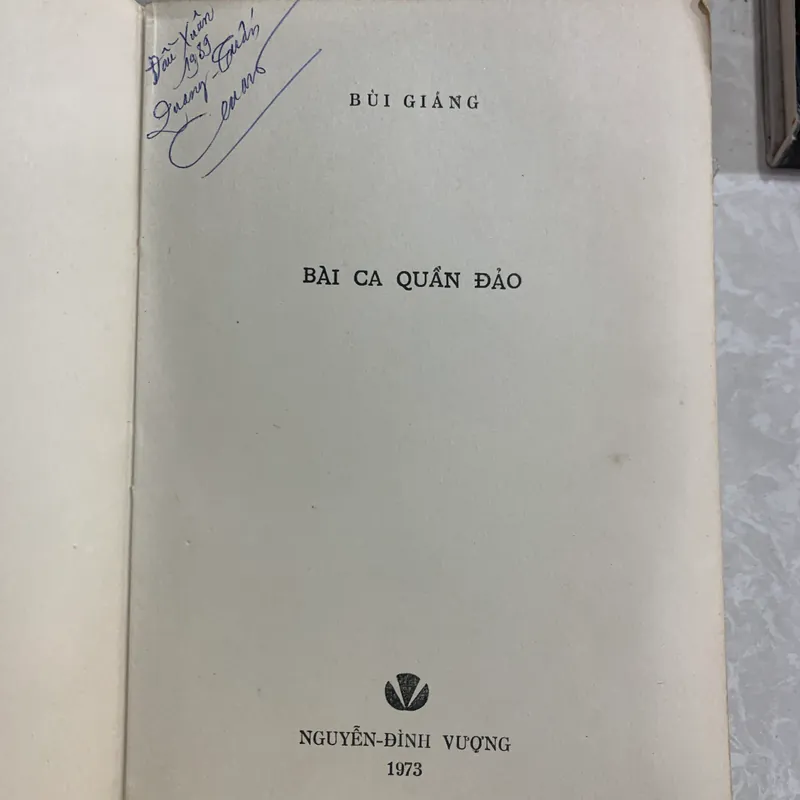 Đầu Xuân
1989
Quang-Tuấn
BÙI GIÁNG
BÀI CA QUẦN ĐẢO
NGUYỄN-ĐÌNH VƯỢNG
1973